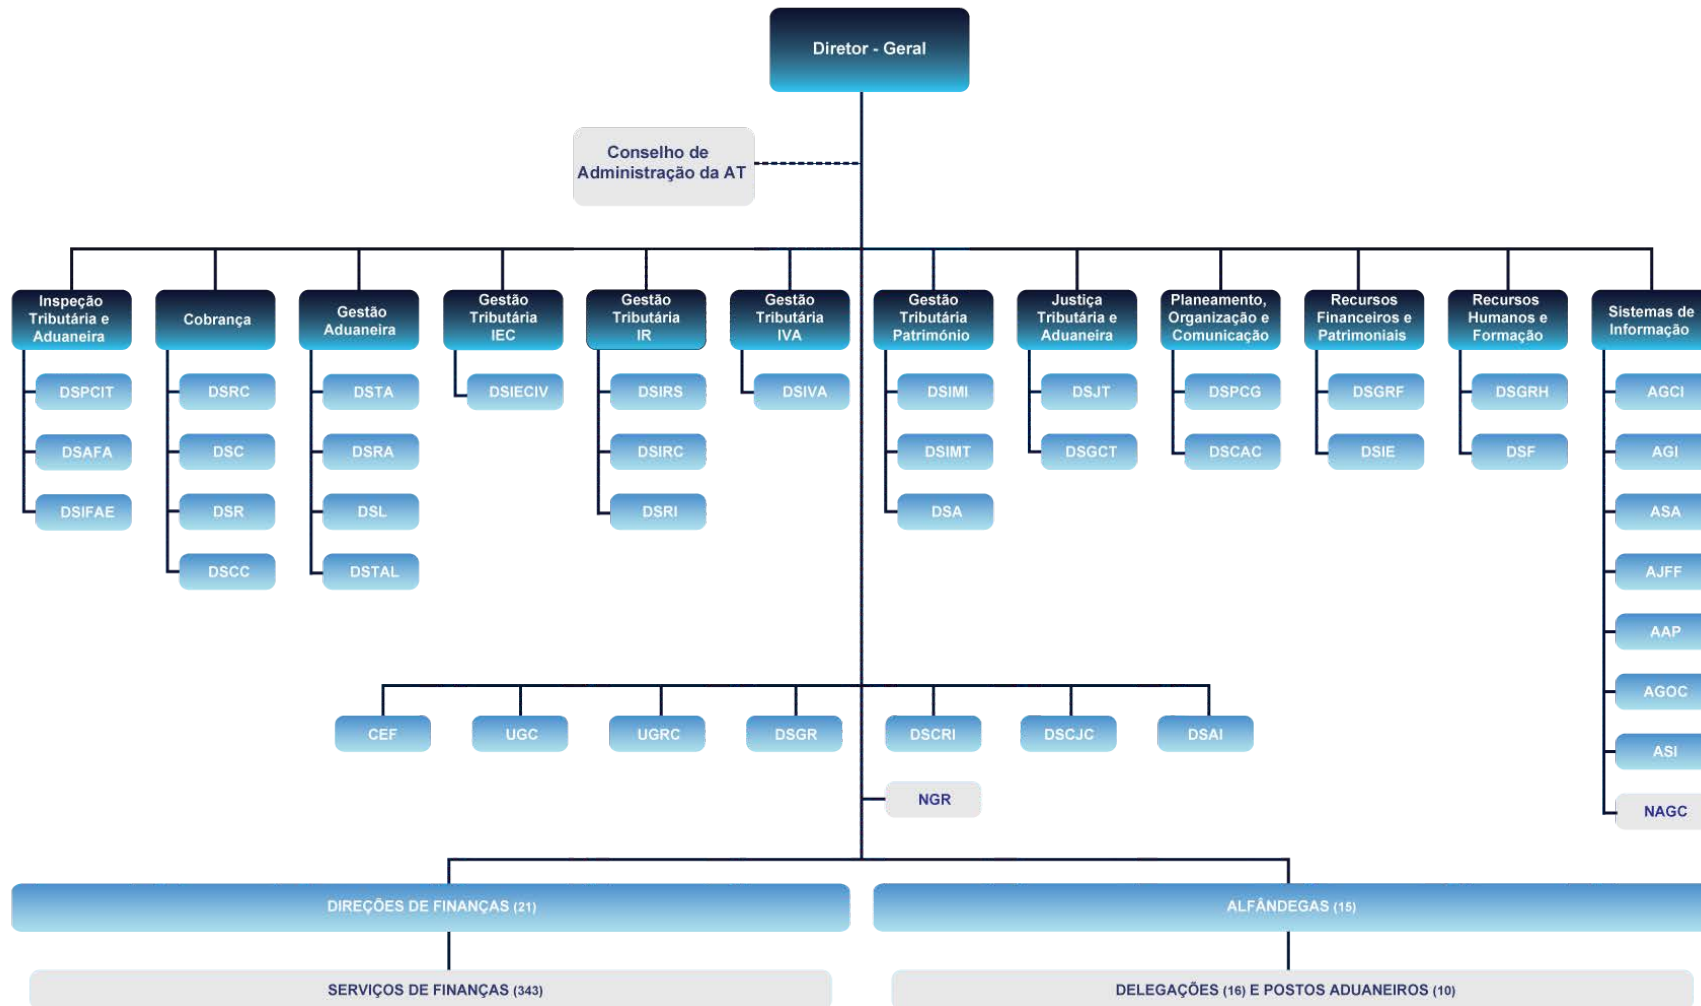 Diretor - Geral
Conselho de
Administração da AT
Inspeção
Tributária e
Aduaneira
Cobrança
Gestão
Aduaneira
Gestão
Tributária
IEC
Gestão
Tributária
IR
Gestão
Tributária
IVA
Gestão
Tributária
Património
Justiça
Tributária e
Aduaneira
Planeamento,
Organização e
Comunicação
Recursos
Financeiros e
Patrimoniais
Recursos
Humanos e
Formação
Sistemas de
Informação
DSPCIT
DSAFA
DSIFAE
DSRC
DSC
DSR
DSCC
DSTA
DSRA
DSL
DSTAL
DSIECIV
DSIRS
DSIRC
DSRI
DSIVA
DSIMI
DSIMT
DSA
DSJT
DSGCT
DSPCG
DSCAC
DSGRF
DSIE
DSGRH
DSF
AGCI
AGI
ASA
AJFF
AAP
AGOC
ASI
NAGC
CEF
UGC
UGRC
DSGR
DSCRI
DSCJC
DSAI
NGR
DIREÇÕES DE FINANÇAS (21)
ALFÂNDEGAS (15)
SERVIÇOS DE FINANÇAS (343)
DELEGAÇÕES (16) E POSTOS ADUANEIROS (10)